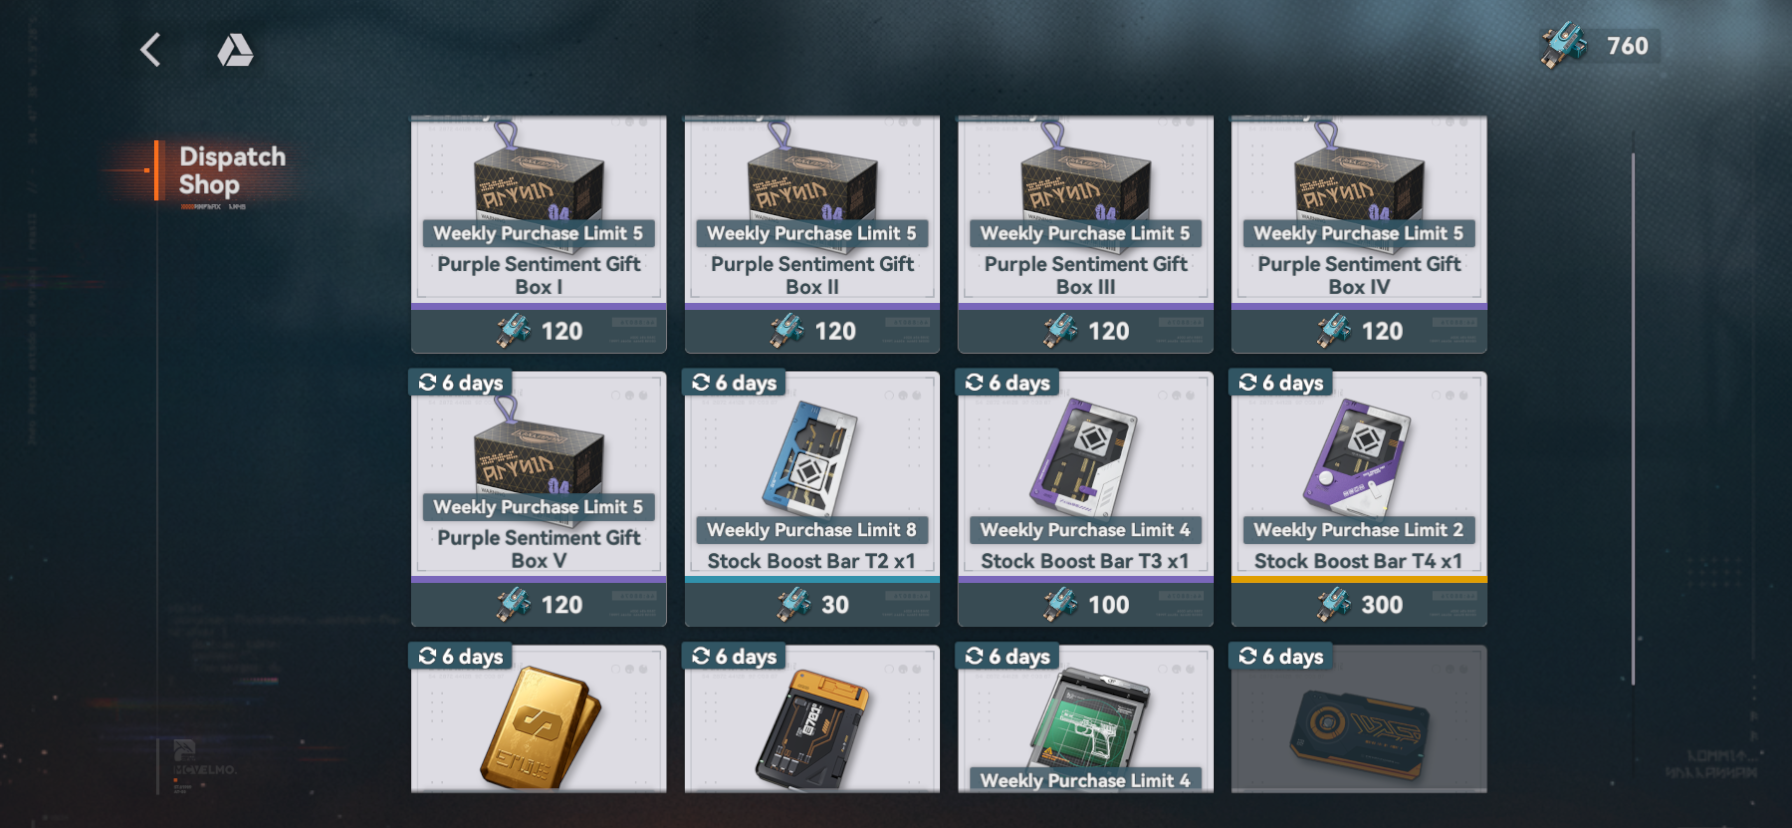 760
Dispatch
Shop
Weekly Purchase Limit 5
Purple Sentiment Gift
Box I
120
Weekly Purchase Limit 5
Purple Sentiment Gift
Box II
120
Weekly Purchase Limit 5
Purple Sentiment Gift
Box III
120
Weekly Purchase Limit 5
Purple Sentiment Gift
Box IV
120
6 days
Weekly Purchase Limit 5
Purple Sentiment Gift
Box V
120
6 days
Weekly Purchase Limit 8
Stock Boost Bar T2 x1
30
6 days
Weekly Purchase Limit 4
Stock Boost Bar T3 x1
100
6 days
Weekly Purchase Limit 2
Stock Boost Bar T4 x1
300
6 days
6 days
6 days
Weekly Purchase Limit 4
6 days